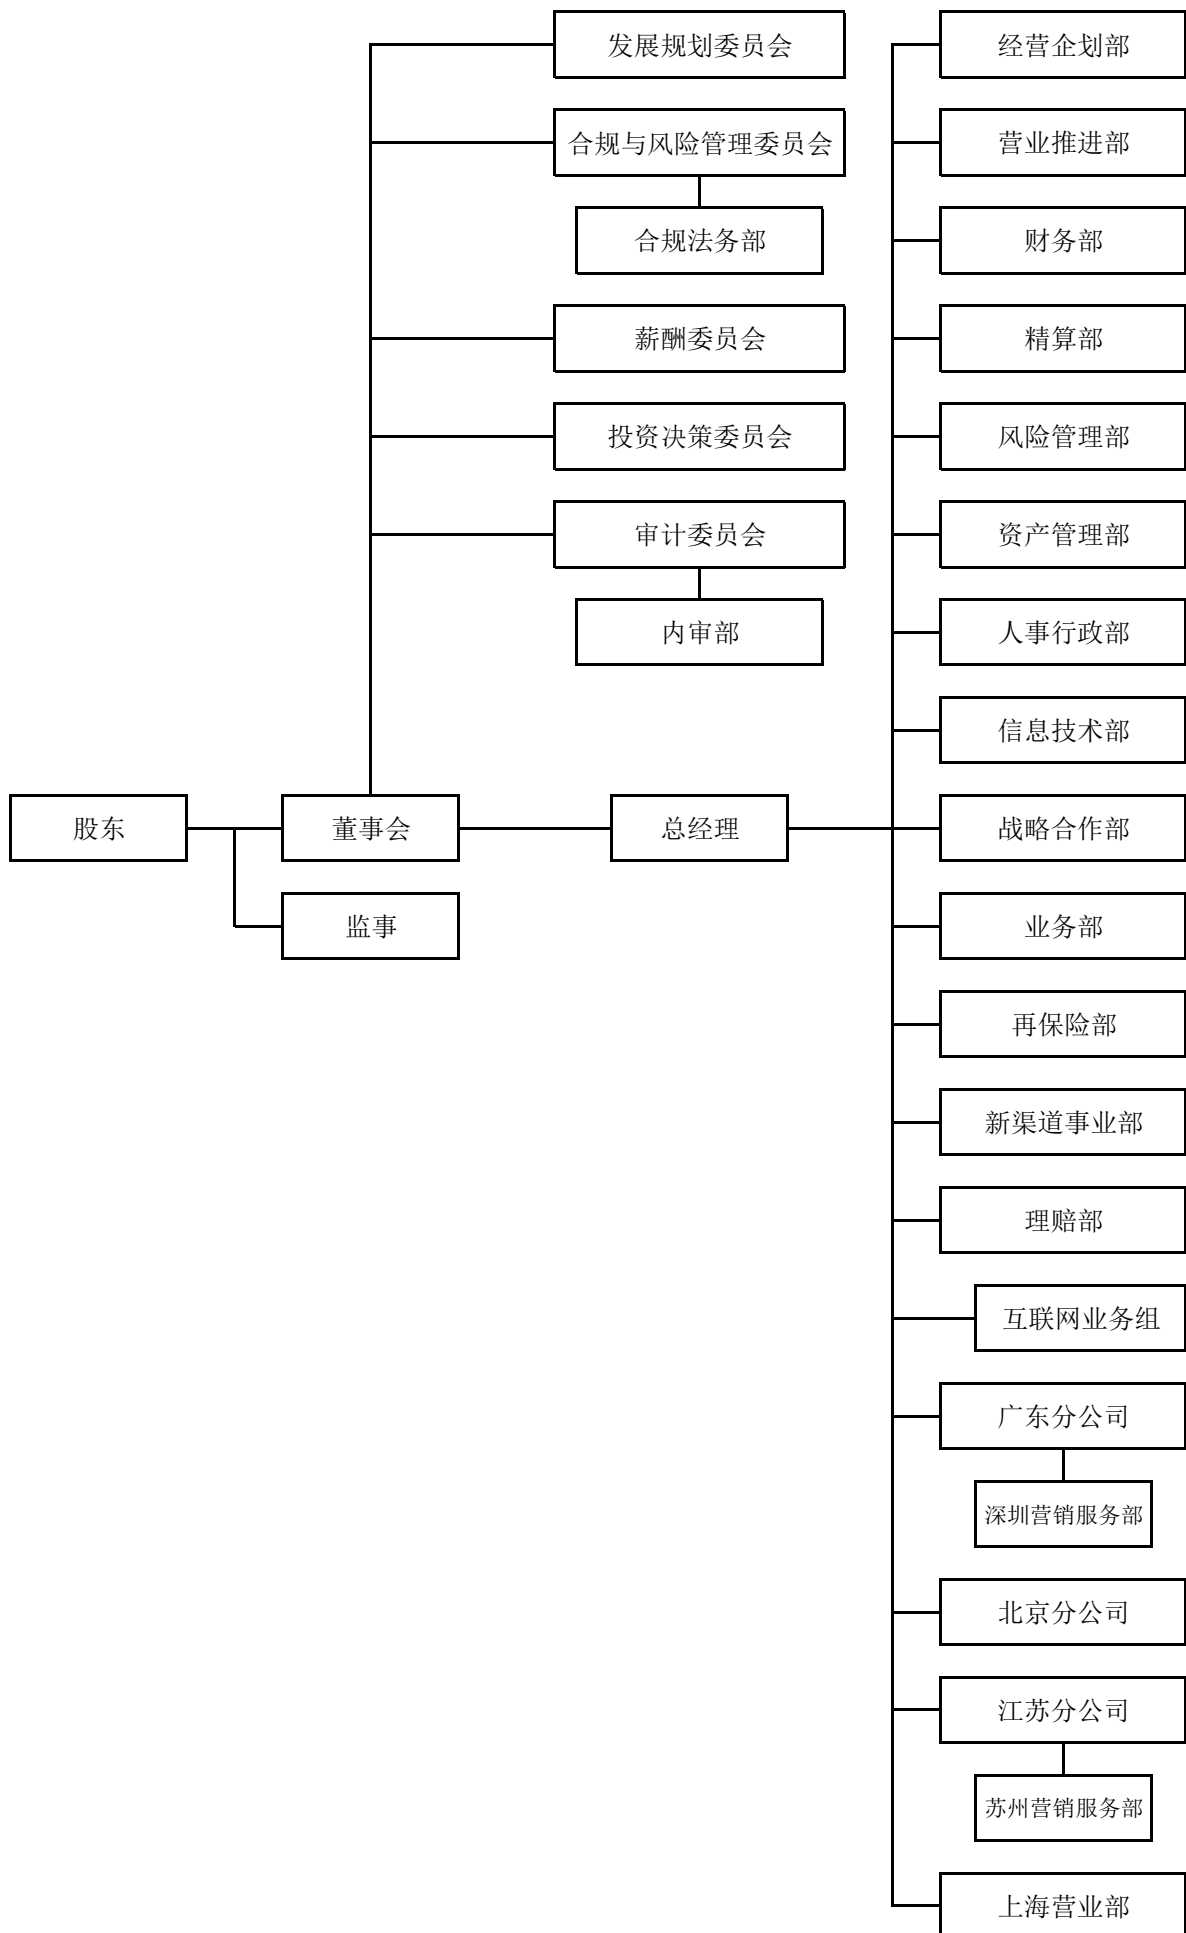 发展规划委员会
合规与风险管理委员会
合规法务部
薪酬委员会
投资决策委员会
审计委员会
内审部
股东
董事会
监事
总经理
经营企划部
营业推进部
财务部
精算部
风险管理部
资产管理部
人事行政部
信息技术部
战略合作部
业务部
再保险部
新渠道事业部
理赔部
互联网业务组
广东分公司
深圳营销服务部
北京分公司
江苏分公司
苏州营销服务部
上海营业部